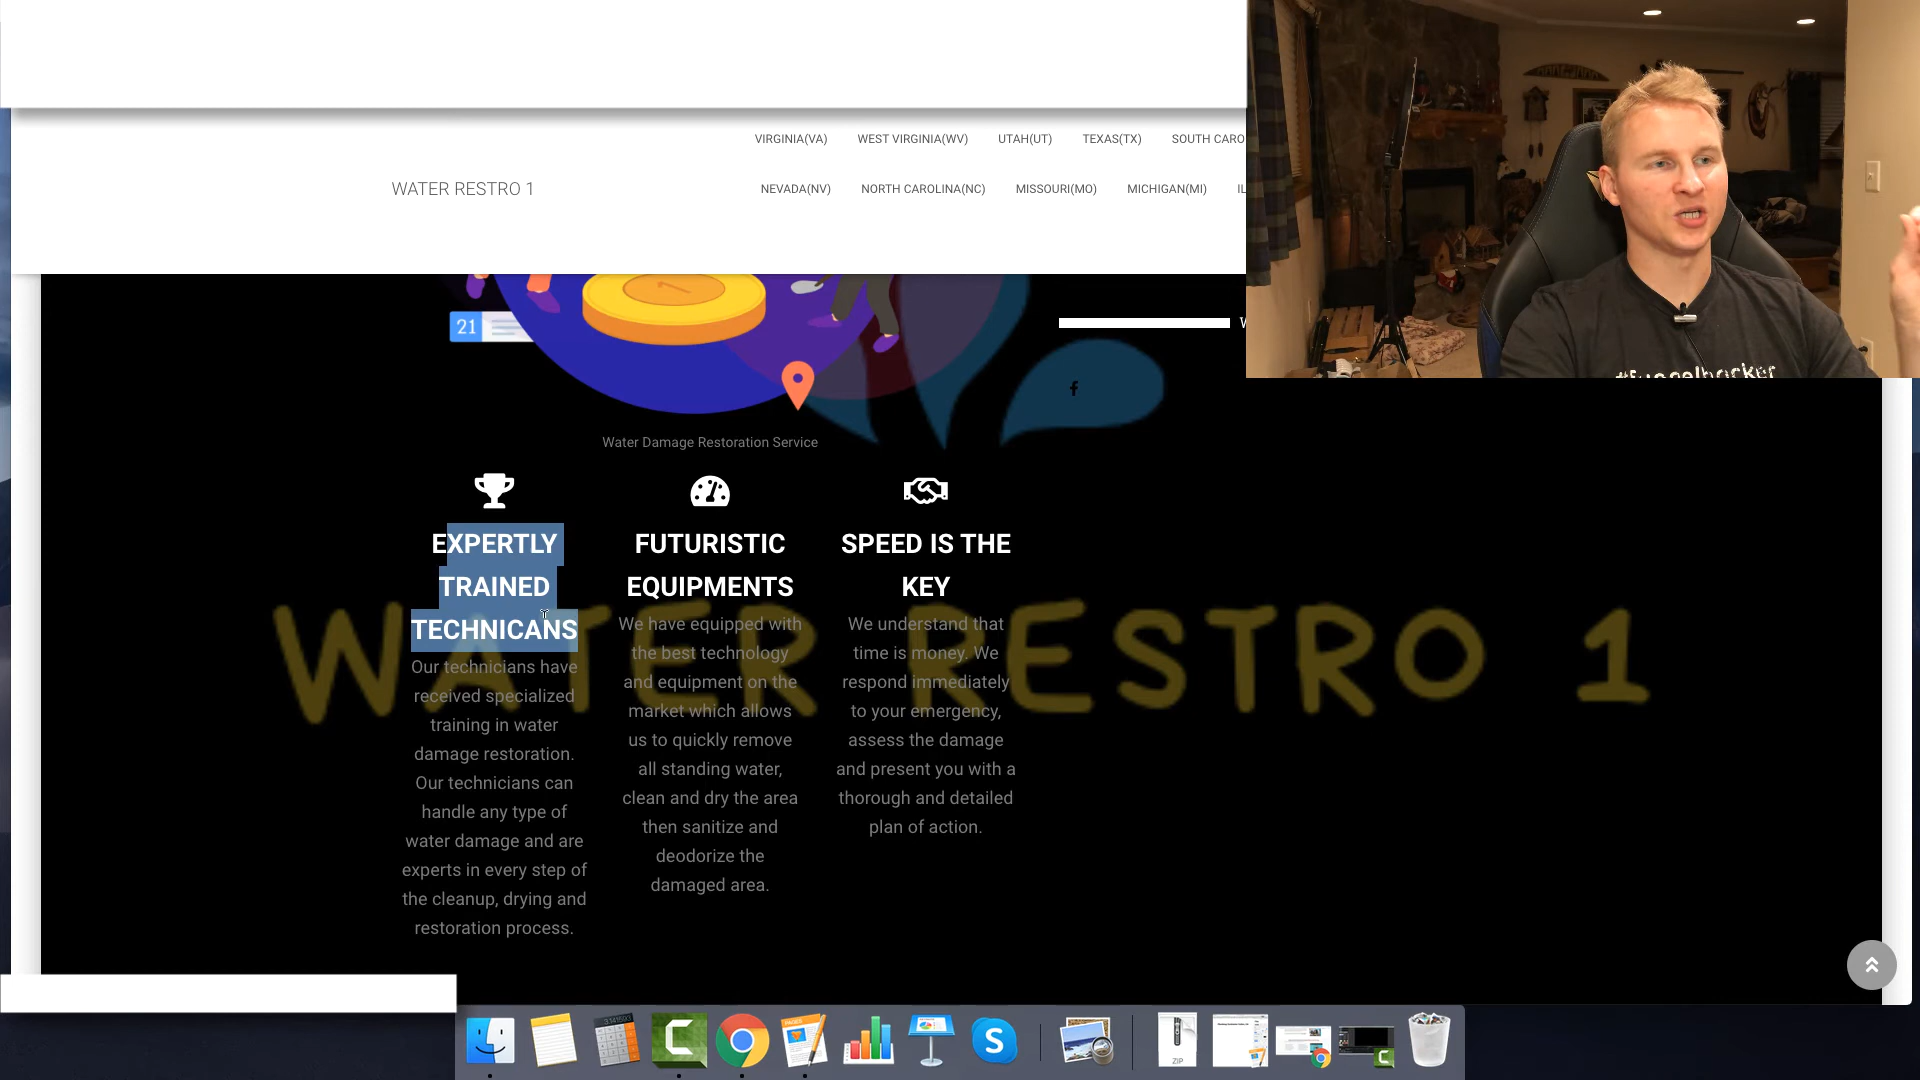 VIRGINIA(VA) WEST VIRGINIA(WV) UTAH(UT) TEXAS(TX) SOUTH CARO
WATER RESTRO 1
NEVADA(NV) NORTH CAROLINA(NC) MISSOURI(MO) MICHIGAN(MI) IL
21
Water Damage Restoration Service
EXPERTLY
TRAINED
TECHNICANS
Our technicians have
received specialized
training in water
damage restoration.
Our technicians can
handle any type of
water damage and are
experts in every step of
the cleanup, drying and
restoration process.
FUTURISTIC
EQUIPMENTS
We have equipped with
the best technology
and equipment on the
market which allows
us to quickly remove
all standing water,
clean and dry the area
then sanitize and
deodorize the
damaged area.
SPEED IS THE
KEY
We understand that
time is money. We
respond immediately
to your emergency,
assess the damage
and present you with a
thorough and detailed
plan of action.
WATER RESTRO 1
#funnelhacker
PAGES
ZIP